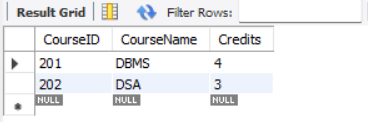 Result Grid Filter Rows:
CourseID CourseName Credits
201 DBMS 4
202 DSA 3
NULL NULL NULL